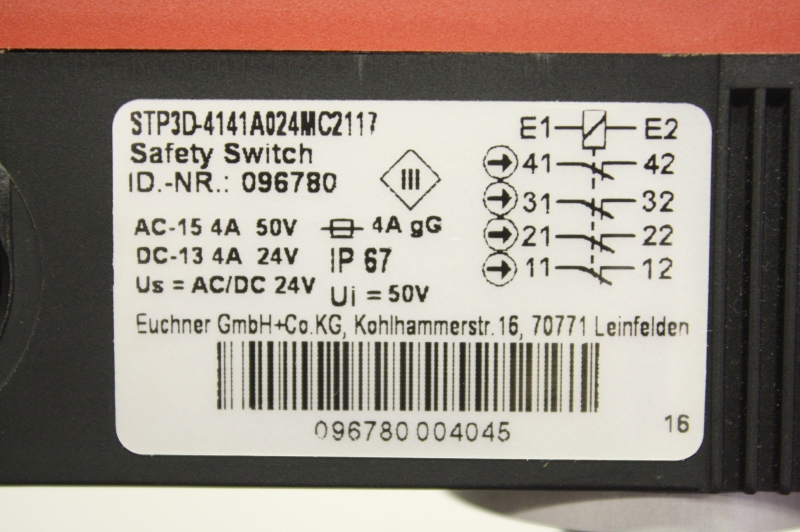 STP3D-4141A024MC2117
Safety Switch
ID.-NR.: 096780
III
AC-15 4A 50V 4A gG
DC-13 4A 24V IP 67
Us = AC/DC 24V Ui = 50V
E1 E2
41 42
31 32
21 22
11 12
Euchner GmbH+Co.KG, Kohlhammerstr.16, 70771 Leinfelden
096780 004045
16